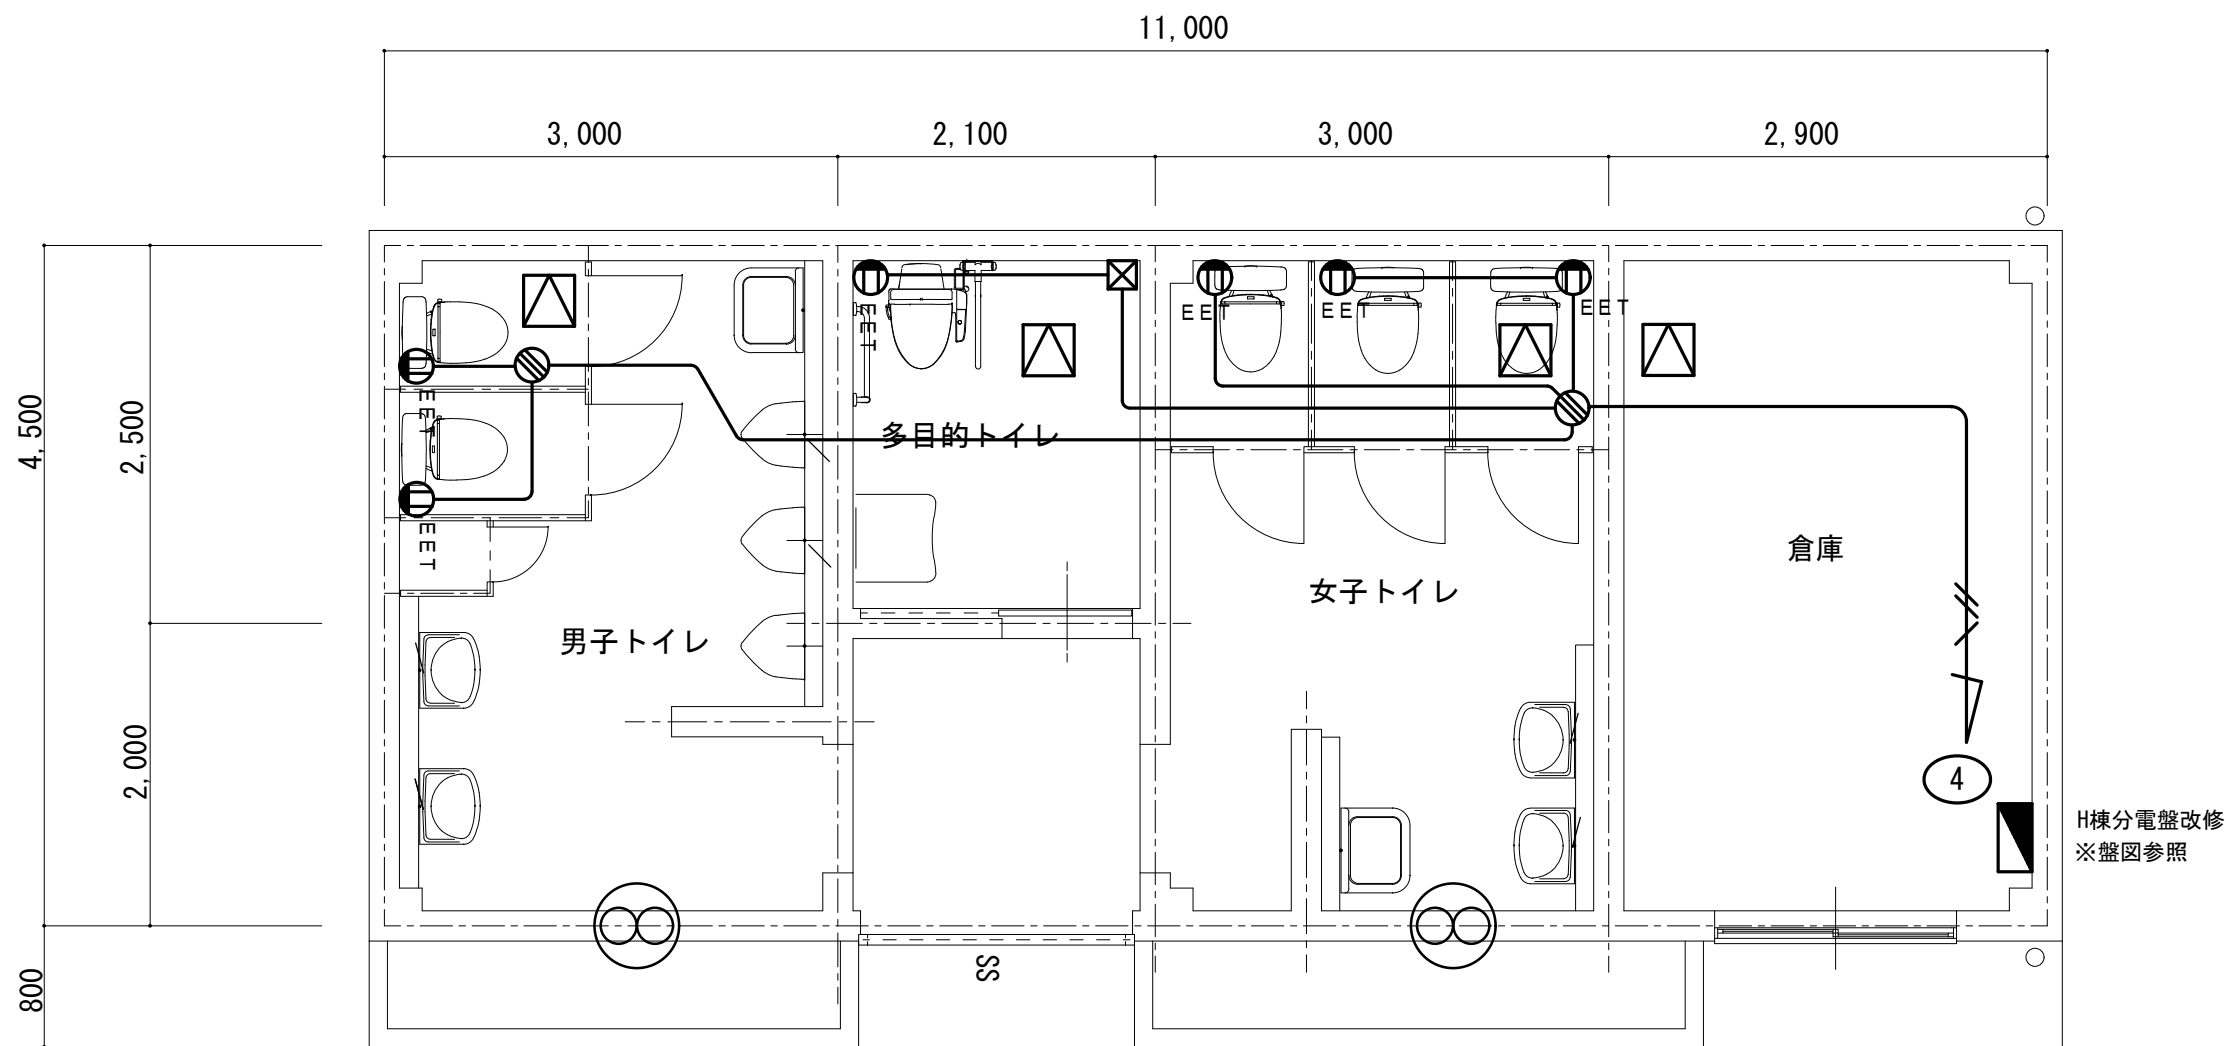 11,000
3,000
2,100
3,000
2,900
4,500
2,500
2,000
800
EET
EET
EET
EET
EET
EET
多目的トイレ
倉庫
女子トイレ
男子トイレ
4
H棟分電盤改修
※盤図参照
SS